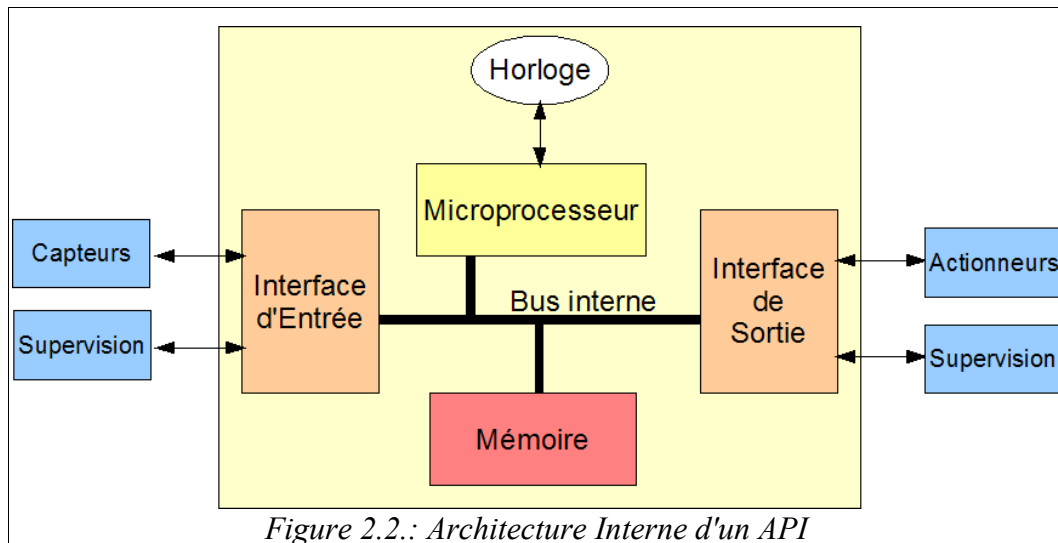 Horloge
Microprocesseur
Capteurs
Supervision
Interface
d'Entrée
Bus interne
Interface
de
Sortie
Actionneurs
Supervision
Mémoire
Figure 2.2.: Architecture Interne d'un API